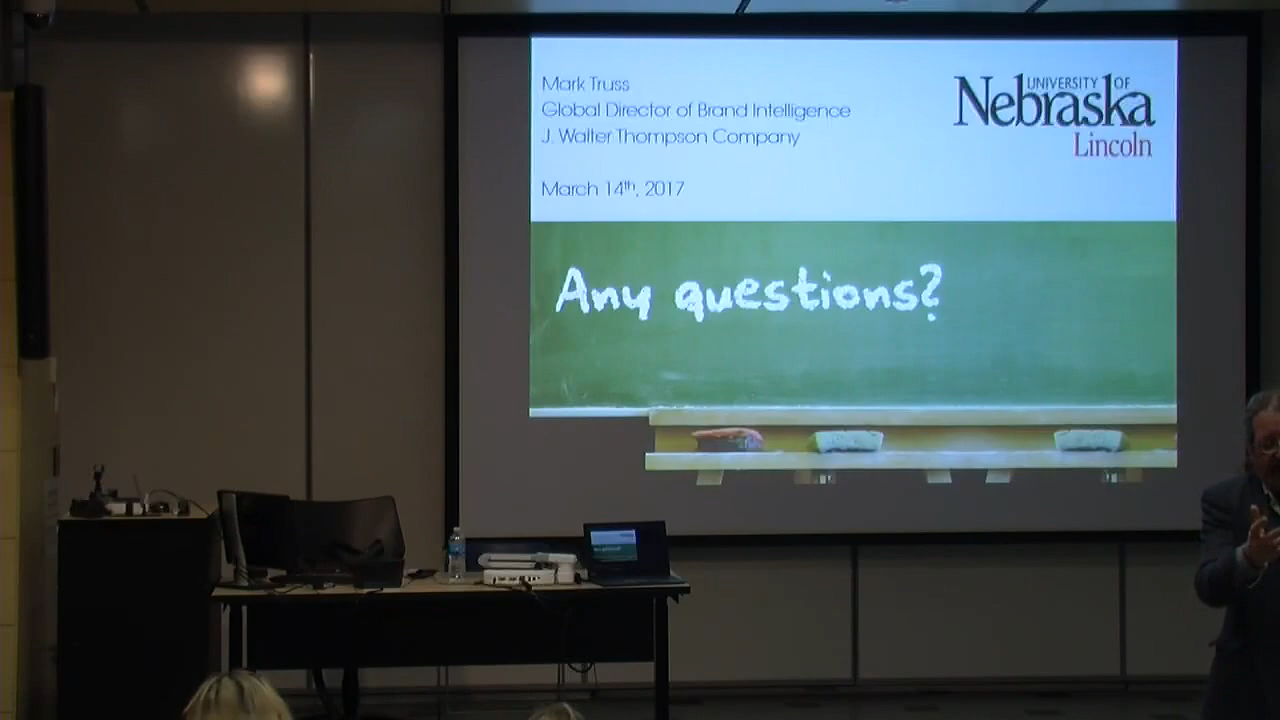 Mark Truss
Global Director of Brand Intelligence
J. Walter Thompson Company
March 14th, 2017
UNIVERSITY OF
Nebraska
Lincoln
Any questions?